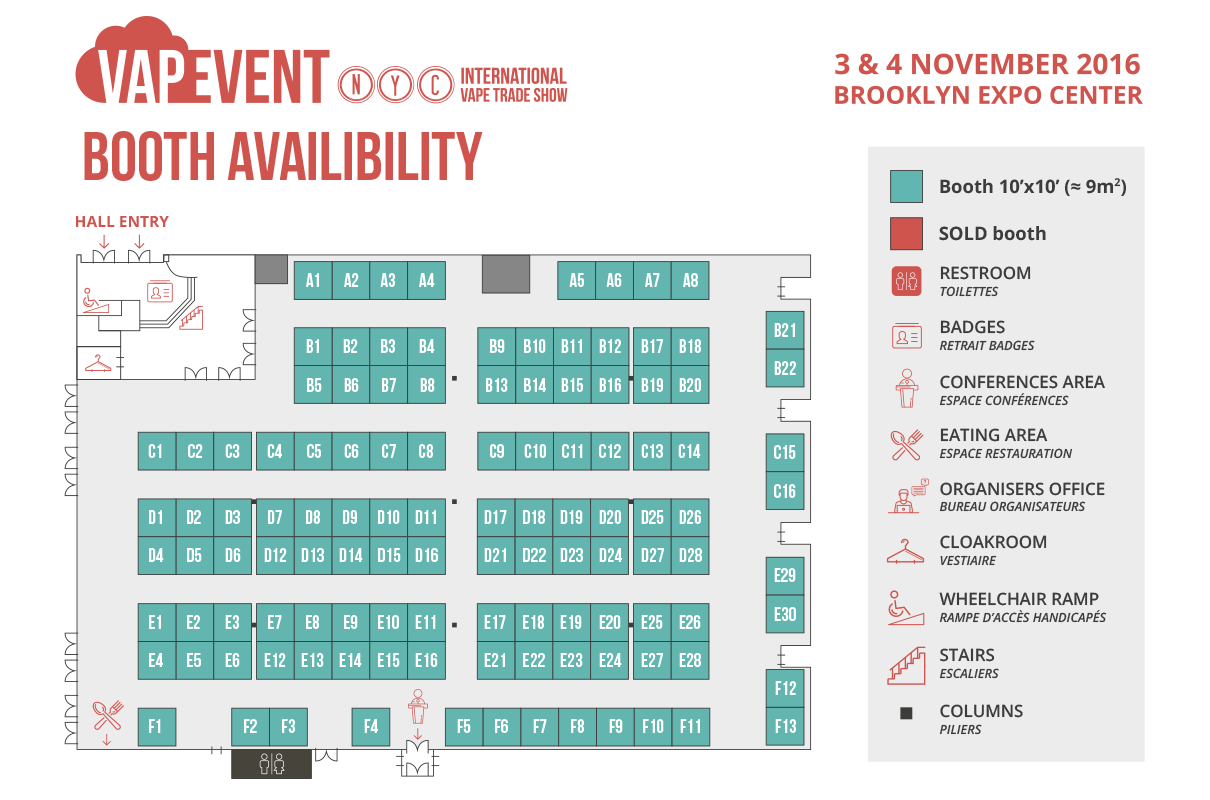 VAPEVENT
N Y C
INTERNATIONAL
VAPE TRADE SHOW
3 & 4 NOVEMBER 2016
BROOKLYN EXPO CENTER
BOOTH AVAILIBILITY
HALL ENTRY
A1 A2 A3 A4 A5 A6 A7 A8
B1 B2 B3 B4 B9 B10 B11 B12 B17 B18 B21
B5 B6 B7 B8 B13 B14 B15 B16 B19 B20 B22
C1 C2 C3 C4 C5 C6 C7 C8 C9 C10 C11 C12 C13 C14 C15
C16
D1 D2 D3 D7 D8 D9 D10 D11 D17 D18 D19 D20 D25 D26
D4 D5 D6 D12 D13 D14 D15 D16 D21 D22 D23 D24 D27 D28
E29
E1 E2 E3 E7 E8 E9 E10 E11 E17 E18 E19 E20 E25 E26 E30
E4 E5 E6 E12 E13 E14 E15 E16 E21 E22 E23 E24 E27 E28
F12
F1 F2 F3 F4 F5 F6 F7 F8 F9 F10 F11 F13
Booth 10’x10’ (≈ 9m²)
SOLD booth
RESTROOM
TOILETTES
BADGES
RETRAIT BADGES
CONFERENCES AREA
ESPACE CONFÉRENCES
EATING AREA
ESPACE RESTAURATION
ORGANISERS OFFICE
BUREAU ORGANISATEURS
CLOAKROOM
VESTIAIRE
WHEELCHAIR RAMP
RAMPE D’ACCÈS HANDICAPÉS
STAIRS
ESCALIERS
COLUMNS
PILIERS